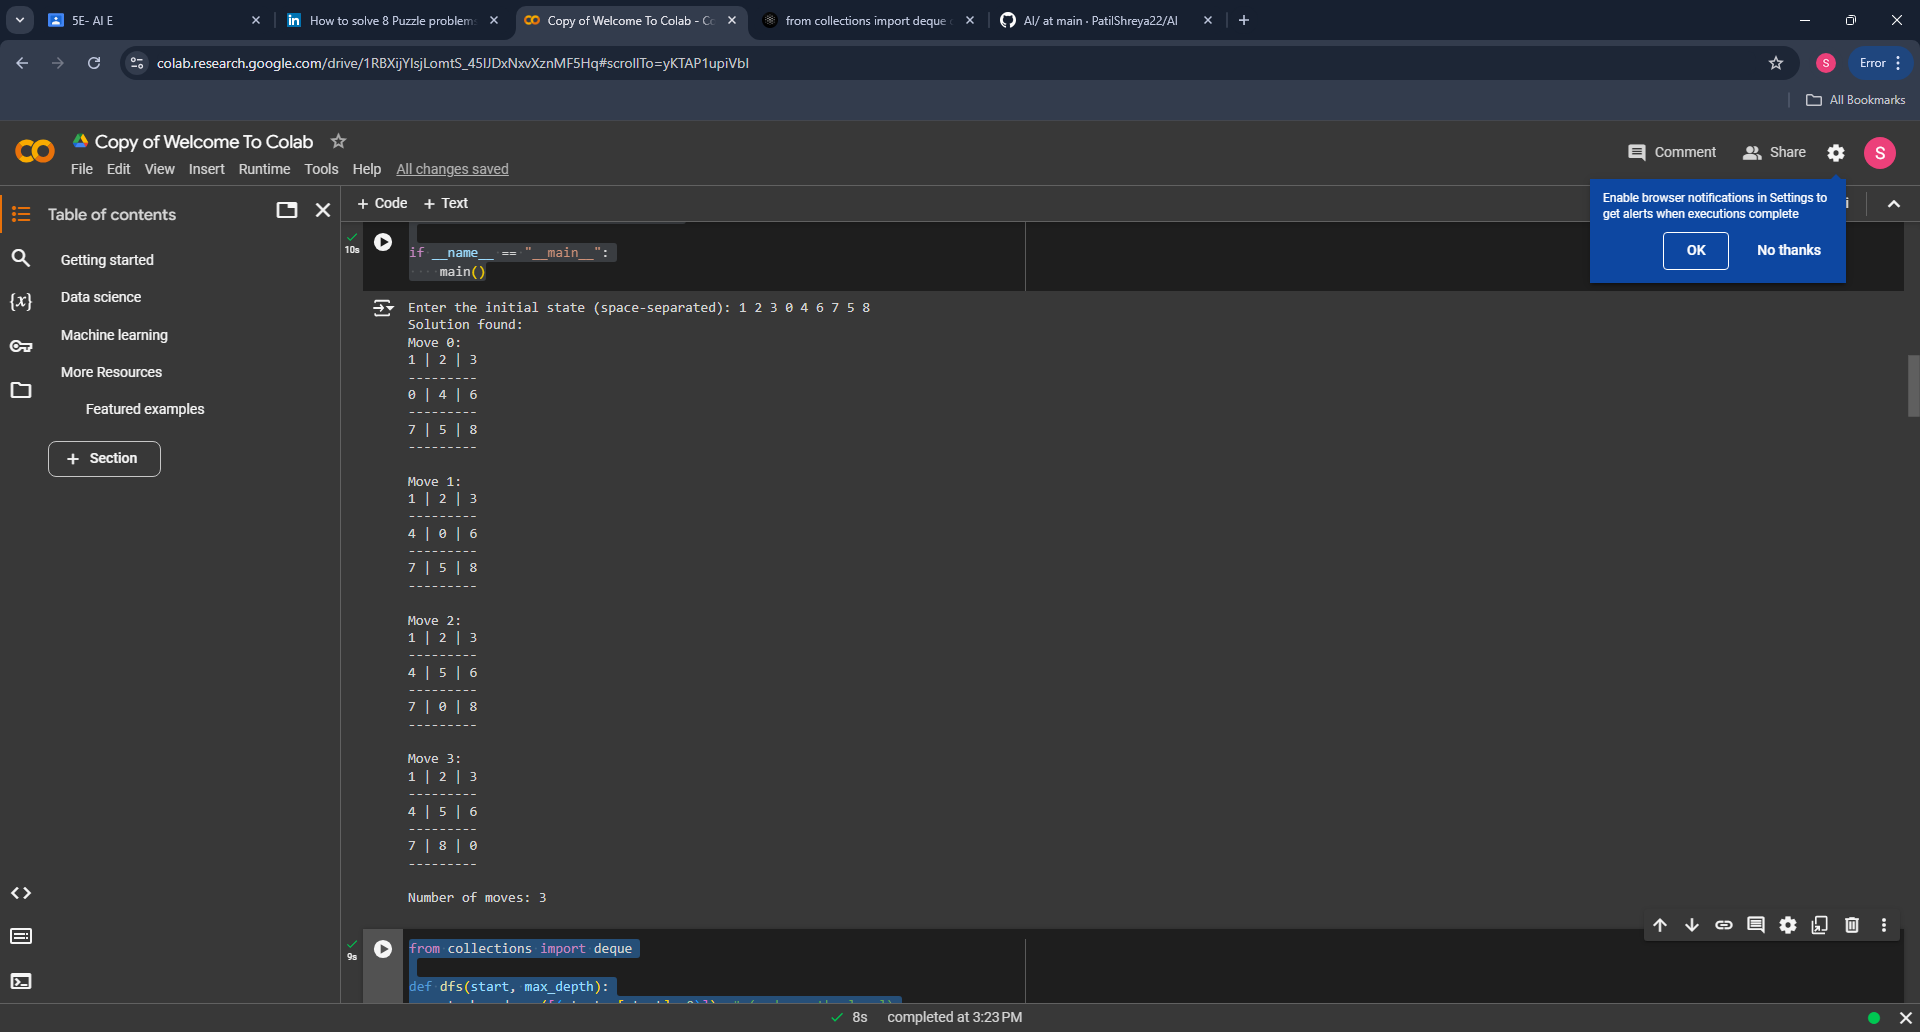 5E- AI E
How to solve 8 Puzzle problem
Copy of Welcome To Colab - Co
from collections import deque
AI/ at main · PatilShreya22/AI
colab.research.google.com/drive/1RBXijYIsjLomtS_45IJDxNxvXznMF5Hq#scrollTo=yKTAP1upiVbI
S
Error
All Bookmarks
Copy of Welcome To Colab
File Edit View Insert Runtime Tools Help All changes saved
Comment
Share
S
Table of contents
+ Code + Text
Enable browser notifications in Settings to
get alerts when executions complete
OK
No thanks
Getting started
Data science
Machine learning
More Resources
Featured examples
+ Section
{x}
10s
if __name__ == "__main__":
main()
Enter the initial state (space-separated): 1 2 3 0 4 6 7 5 8
Solution found:
Move 0:
1 | 2 | 3
---------
0 | 4 | 6
---------
7 | 5 | 8
---------
Move 1:
1 | 2 | 3
---------
4 | 0 | 6
---------
7 | 5 | 8
---------
Move 2:
1 | 2 | 3
---------
4 | 5 | 6
---------
7 | 0 | 8
---------
Move 3:
1 | 2 | 3
---------
4 | 5 | 6
---------
7 | 8 | 0
---------
Number of moves: 3
9s
from collections import deque
def dfs(start, max_depth):
8s completed at 3:23 PM